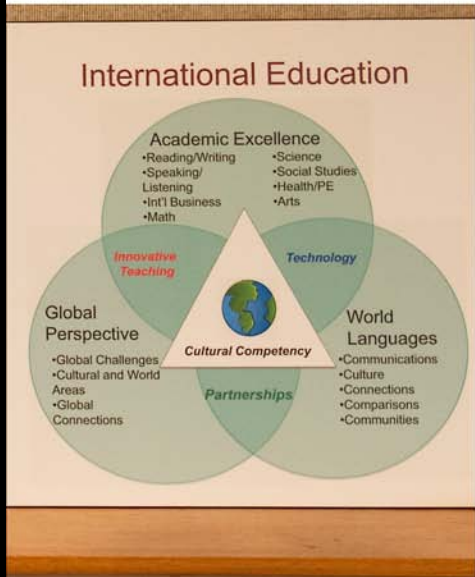 International Education
Academic Excellence
•Reading/Writing
•Speaking/
Listening
•Int'l Business
•Math
•Science
•Social Studies
•Health/PE
•Arts
Innovative
Teaching
Technology
Global
Perspective
•Global Challenges
•Cultural and World
Areas
•Global
Connections
Cultural Competency
World
Languages
•Communications
•Culture
•Connections
•Comparisons
•Communities
Partnerships